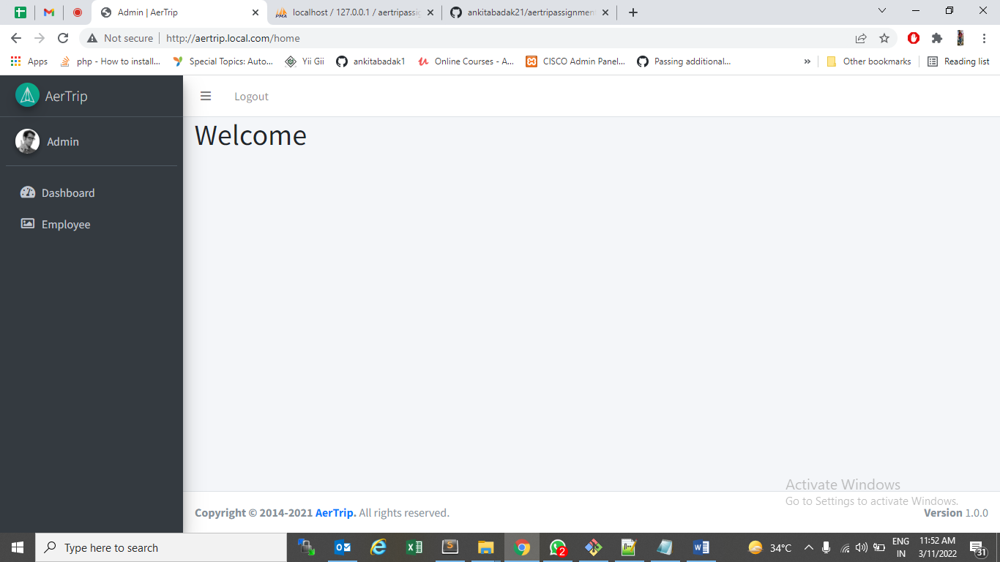 Admin | AerTrip
localhost / 127.0.0.1 / aertripassig
ankitabadak21/aertripassignment
Not secure
http://aertrip.local.com/home
Apps
php - How to install...
Special Topics: Auto...
Yii Gii
ankitabadak1
Online Courses - A...
CISCO Admin Panel...
Passing additional...
»
Other bookmarks
Reading list
AerTrip
Logout
Admin
Welcome
Dashboard
Employee
Activate Windows
Go to Settings to activate Windows.
Copyright © 2014-2021 AerTrip. All rights reserved.
Version 1.0.0
Type here to search
2
34°C
ENG
IN
11:52 AM
3/11/2022
31